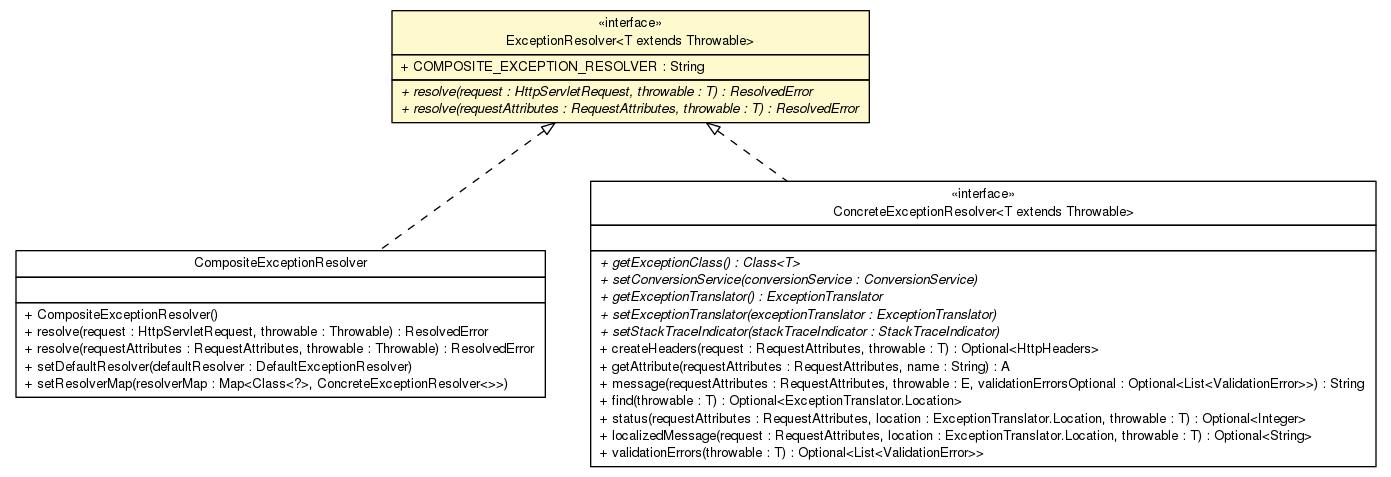 «interface»
ExceptionResolver<T extends Throwable>
+ COMPOSITE_EXCEPTION_RESOLVER : String
+ resolve(request : HttpServletRequest, throwable : T) : ResolvedError
+ resolve(requestAttributes : RequestAttributes, throwable : T) : ResolvedError
CompositeExceptionResolver
+ CompositeExceptionResolver()
+ resolve(request : HttpServletRequest, throwable : Throwable) : ResolvedError
+ resolve(requestAttributes : RequestAttributes, throwable : Throwable) : ResolvedError
+ setDefaultResolver(defaultResolver : DefaultExceptionResolver)
+ setResolverMap(resolverMap : Map<Class<?>, ConcreteExceptionResolver<>>)
«interface»
ConcreteExceptionResolver<T extends Throwable>
+ getExceptionClass() : Class<T>
+ setConversionService(conversionService : ConversionService)
+ getExceptionTranslator() : ExceptionTranslator
+ setExceptionTranslator(exceptionTranslator : ExceptionTranslator)
+ setStackTraceIndicator(stackTraceIndicator : StackTraceIndicator)
+ createHeaders(request : RequestAttributes, throwable : T) : Optional<HttpHeaders>
+ getAttribute(requestAttributes : RequestAttributes, name : String) : A
+ message(requestAttributes : RequestAttributes, throwable : E, validationErrorsOptional : Optional<List<ValidationError>>) : String
+ find(throwable : T) : Optional<ExceptionTranslator.Location>
+ status(requestAttributes : RequestAttributes, location : ExceptionTranslator.Location, throwable : T) : Optional<Integer>
+ localizedMessage(request : RequestAttributes, location : ExceptionTranslator.Location, throwable : T) : Optional<String>
+ validationErrors(throwable : T) : Optional<List<ValidationError>>